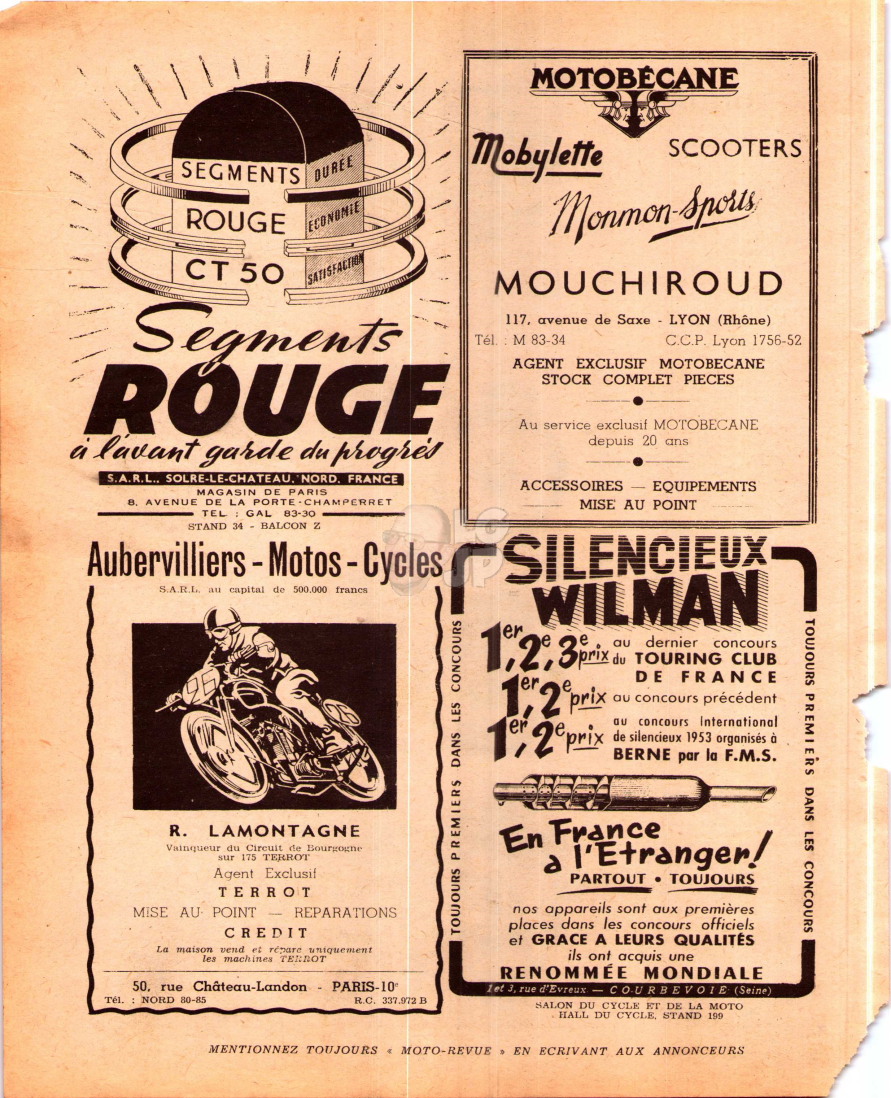 SEGMENTS
ROUGE
CT 50
DURÉE
ÉCONOMIE
SATISFACTION
Segments
ROUGE
à l'avant garde du progrés
S.A.R.L., SOLRE-LE-CHATEAU, NORD, FRANCE
MAGASIN DE PARIS
8, AVENUE DE LA PORTE-CHAMPERRET
TEL : GAL 83-30
STAND 34 - BALCON Z
MOTOBÉCANE
Mobylette SCOOTERS
Monmon-Sports
MOUCHIROUD
117, avenue de Saxe - LYON (Rhône)
Tél. : M 83-34 C.C.P. Lyon 1756-52
AGENT EXCLUSIF MOTOBECANE
STOCK COMPLET PIECES
Au service exclusif MOTOBECANE
depuis 20 ans
ACCESSOIRES — EQUIPEMENTS
MISE AU POINT
Aubervilliers - Motos - Cycles
S.A.R.L. au capital de 500.000 francs
95
R. LAMONTAGNE
Vainqueur du Circuit de Bourgogne
sur 175 TERROT
Agent Exclusif
TERROT
MISE AU POINT — REPARATIONS
CREDIT
La maison vend et répare uniquement
les machines TERROT
50, rue Château-Landon - PARIS-10e
Tél. : NORD 80-85 R.C. 337.972 B
SILENCIEUX
WILMAN
1er, 2e, 3e prix au dernier concours
du TOURING CLUB
DE FRANCE
1er, 2e prix au concours précédent
1er, 2e prix au concours International
de silencieux 1953 organisés à
BERNE par la F.M.S.
En France
a l'Etranger!
PARTOUT • TOUJOURS
nos appareils sont aux premières
places dans les concours officiels
et GRACE A LEURS QUALITÉS
ils ont acquis une
RENOMMÉE MONDIALE
1 et 3, rue d'Evreux — COURBEVOIE (Seine)
TOUJOURS PREMIERS DANS LES CONCOURS
TOUJOURS PREMIERS DANS LES CONCOURS
SALON DU CYCLE ET DE LA MOTO
HALL DU CYCLE, STAND 199
MENTIONNEZ TOUJOURS « MOTO-REVUE » EN ECRIVANT AUX ANNONCEURS